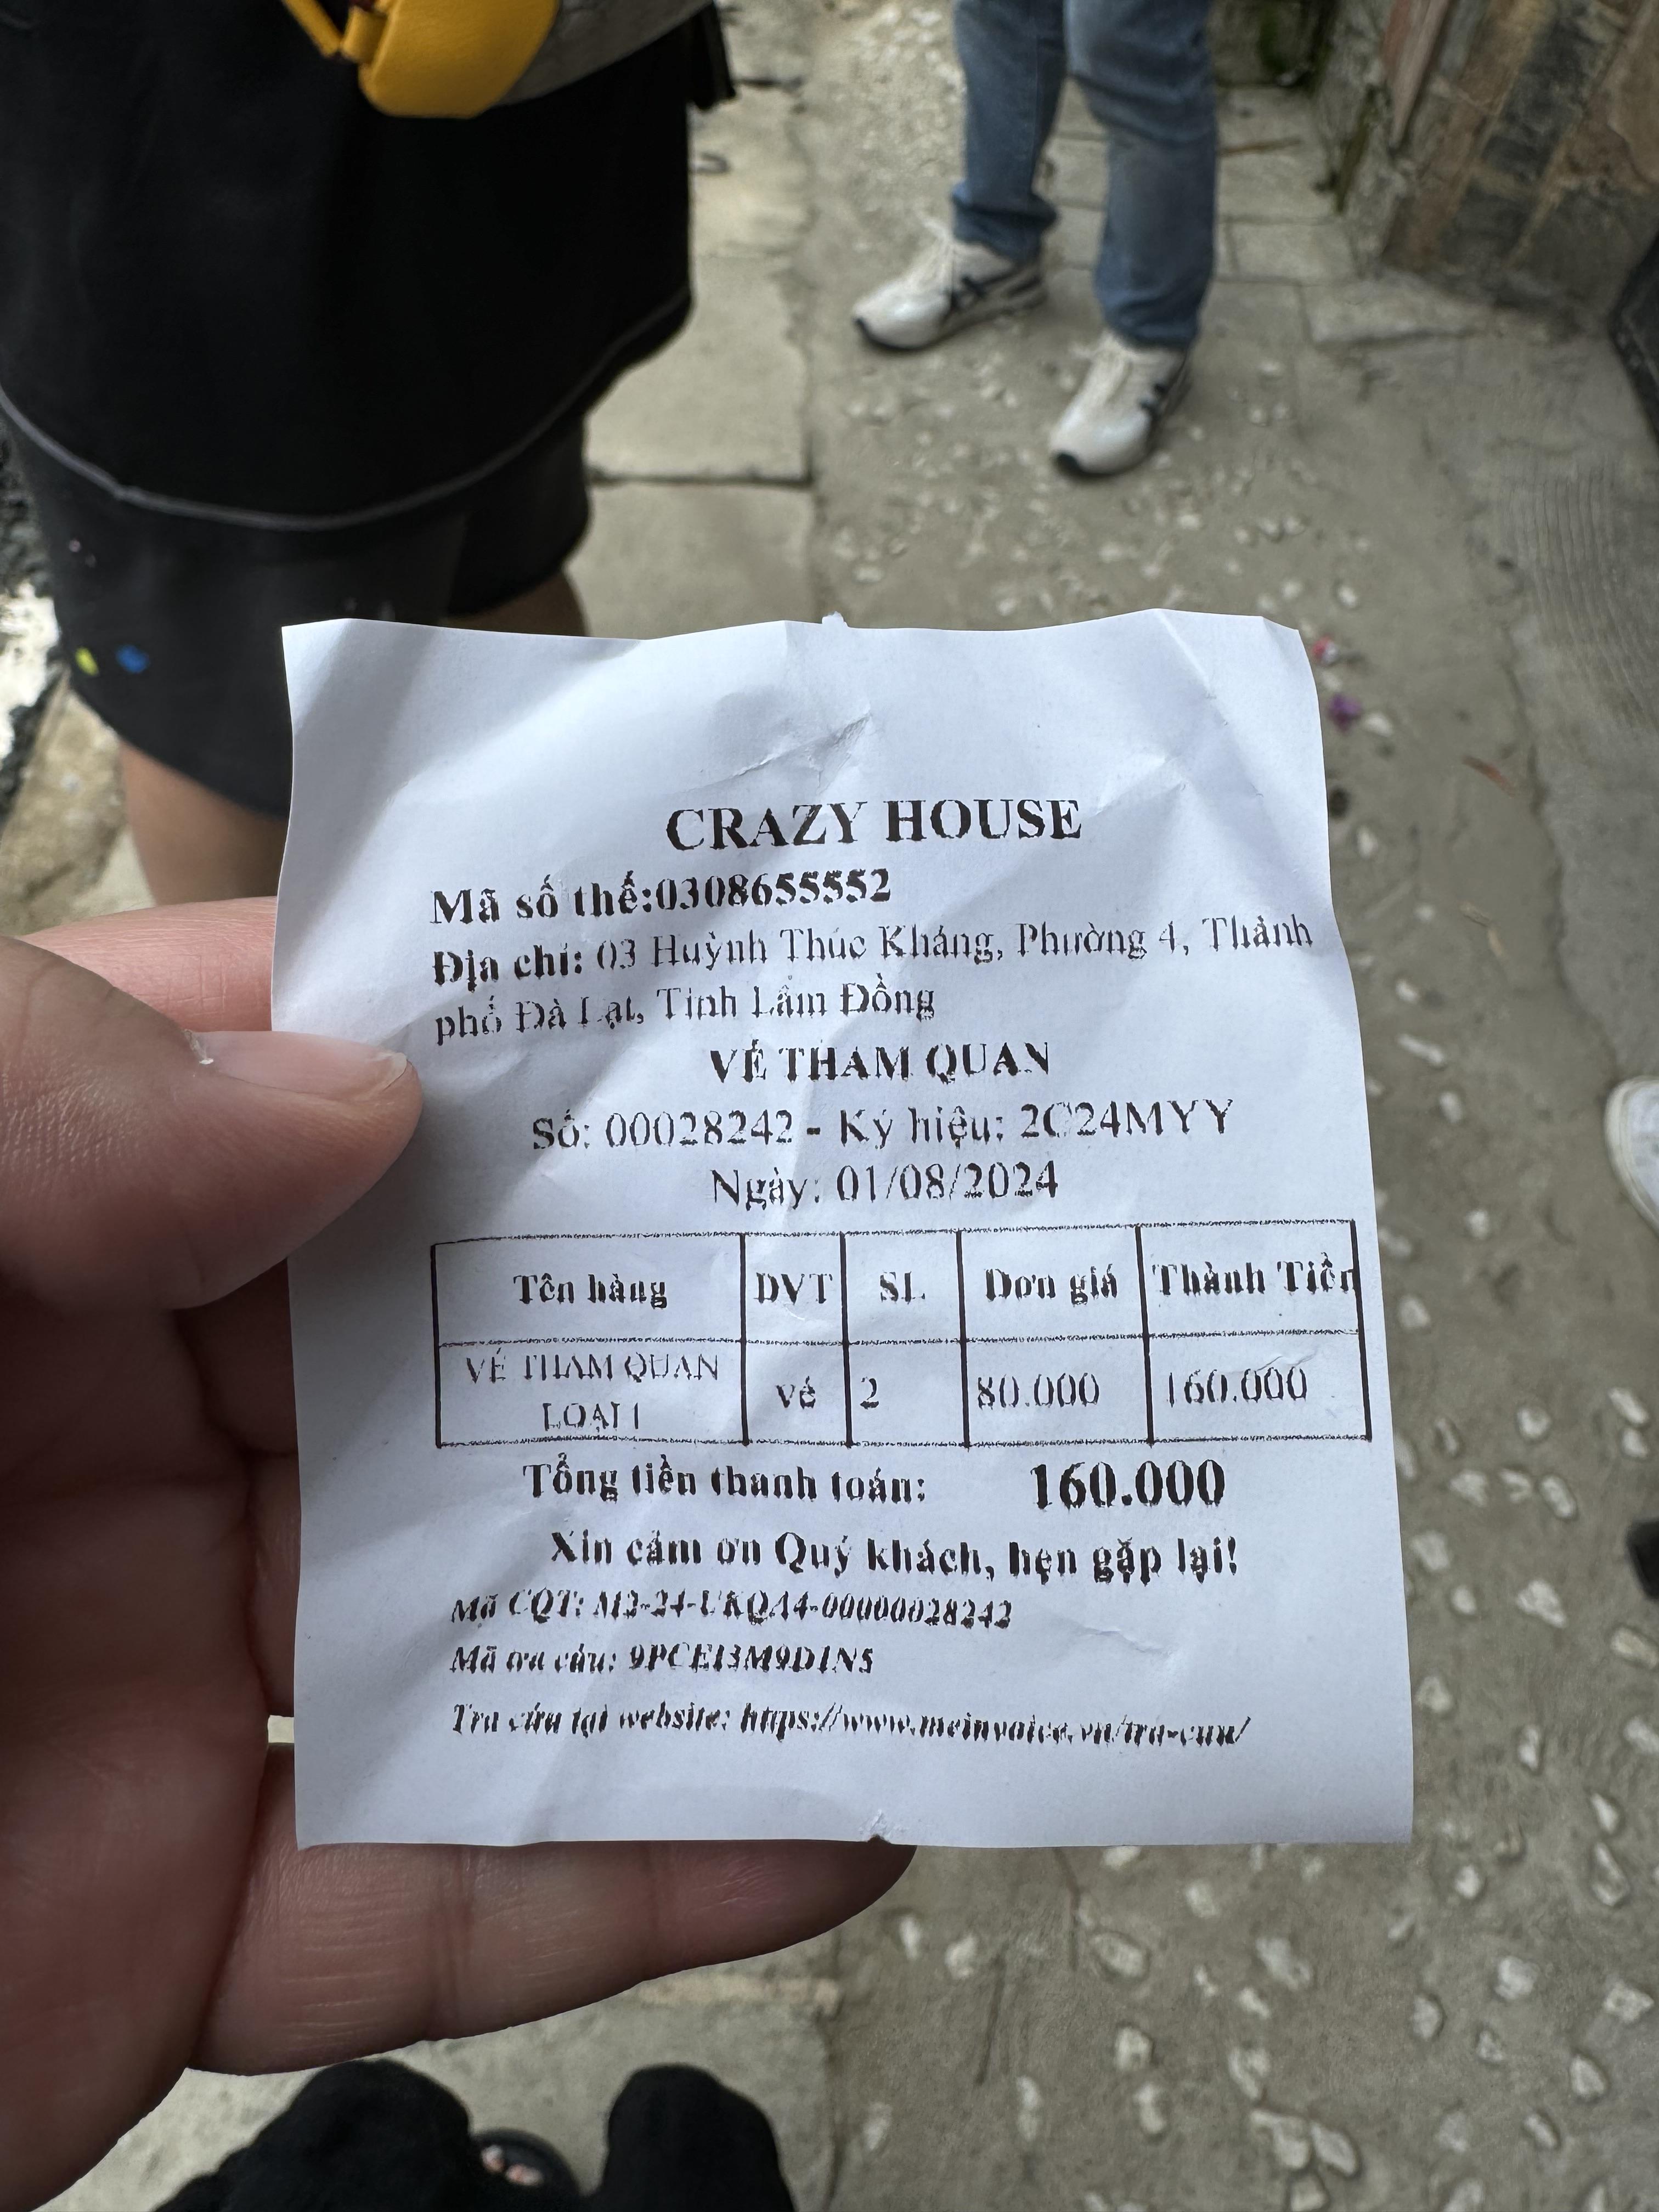 CRAZY HOUSE
Mã số thế:0308655552
Địa chỉ: 03 Huỳnh Thúc Kháng, Phường 4, Thành
phố Đà Lạt, Tỉnh Lâm Đồng
VÉ THAM QUAN
Số: 00028242 - Ký hiệu: 2C24MYY
Ngày: 01/08/2024
Tên hàng DVT SL Đơn giá Thành Tiền
VÉ THAM QUAN vé 2 80.000 160.000
LOẠI 1
Tổng tiền thanh toán: 160.000
Xin cảm ơn Quý khách, hẹn gặp lại!
Mã CQT: M2-24-UKQA4-00000028242
Mã tra cứu: 9PCEI3M9D1N5
Tra cứu tại website: https://www.meinvoice.vn/tra-cuu/